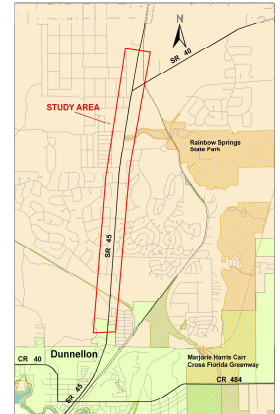 N
SR 40
STUDY AREA
Rainbow Springs
State Park
SR 45
Dunnellon
Marjorie Harris Carr
Cross Florida Greenway
CR 40
CR 484
SR 45